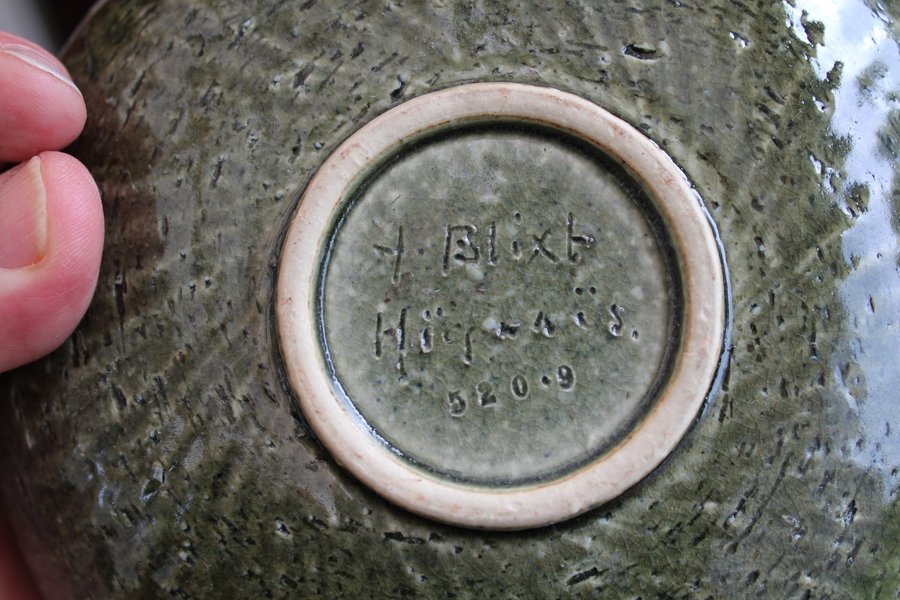 Y. Blixt
Höganäs.
520.9